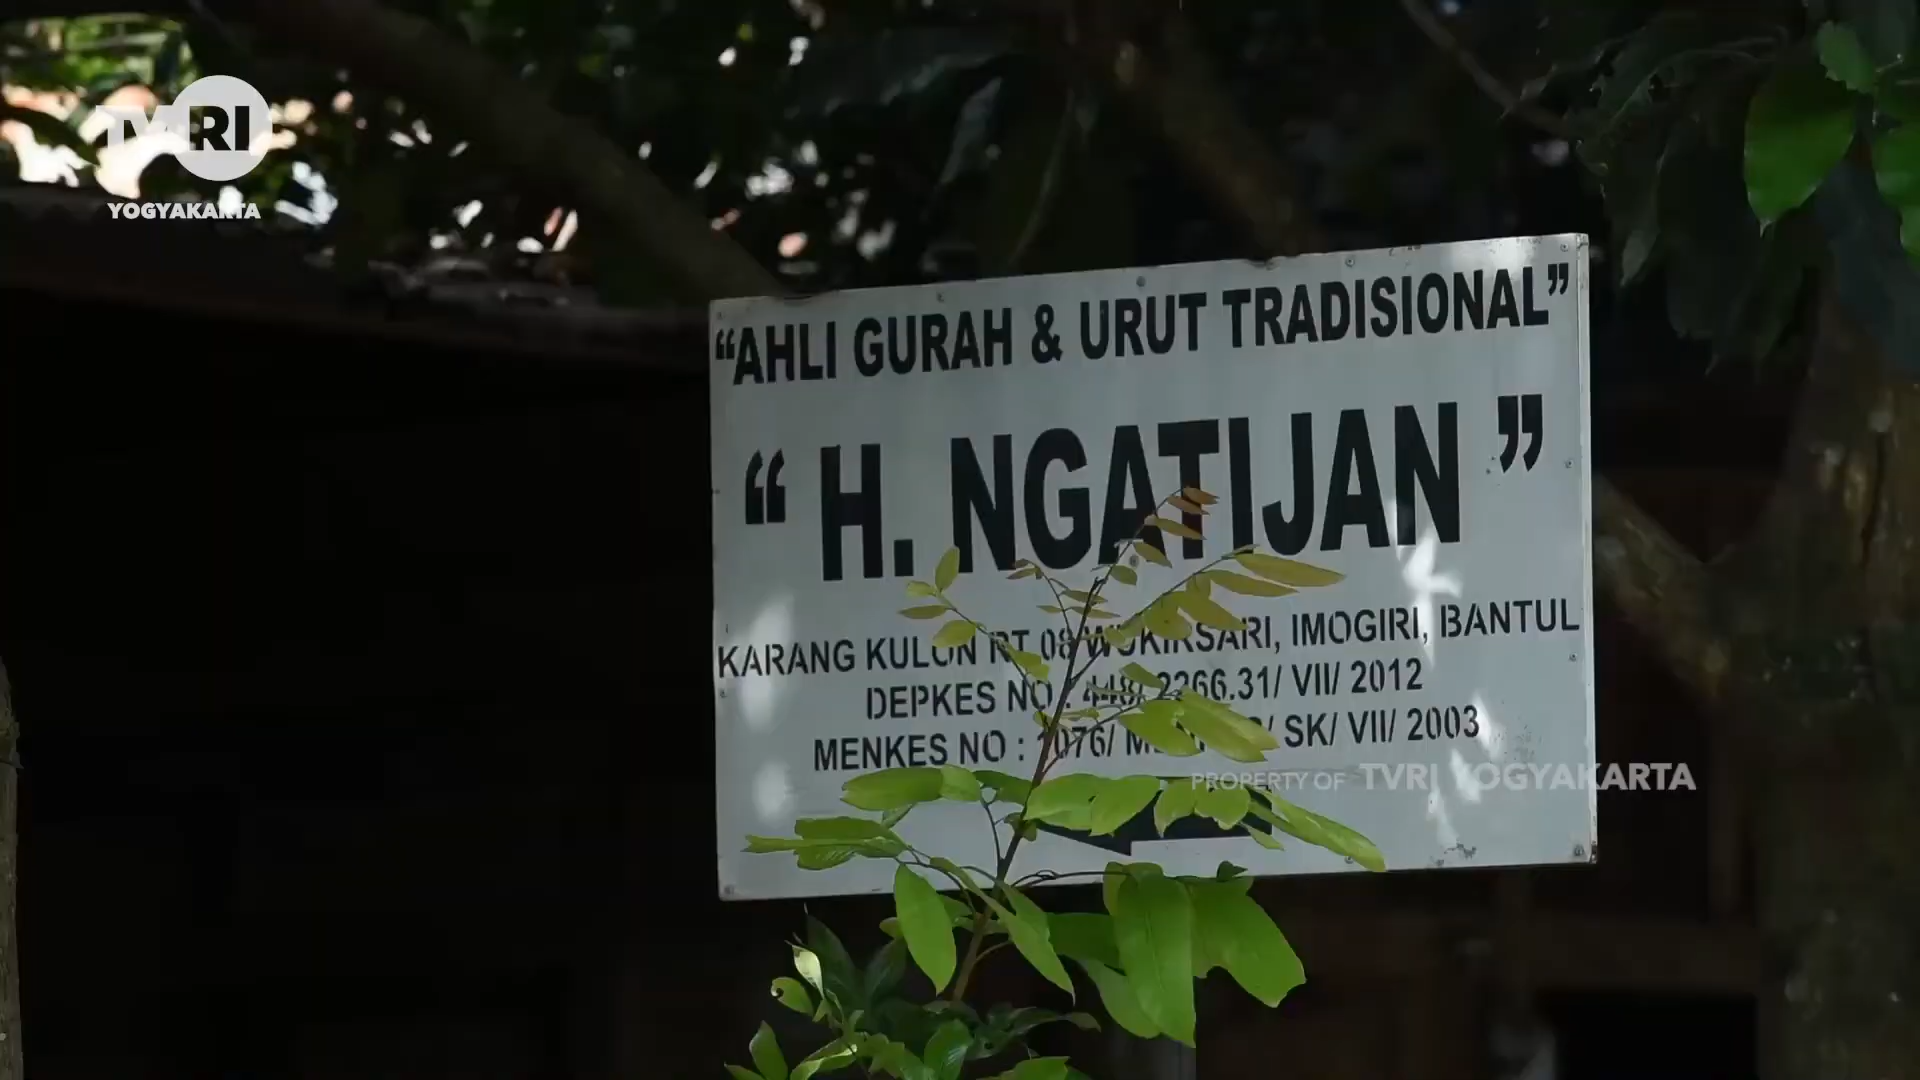 TVRI
YOGYAKARTA
“AHLI GURAH & URUT TRADISIONAL”
“ H. NGATIJAN ”
KARANG KULON RT 08 WUKIRSARI, IMOGIRI, BANTUL
DEPKES NO : 448/ 2266.31/ VII/ 2012
MENKES NO : 1076/ SK/ VII/ 2003
PROPERTY OF TVRI YOGYAKARTA